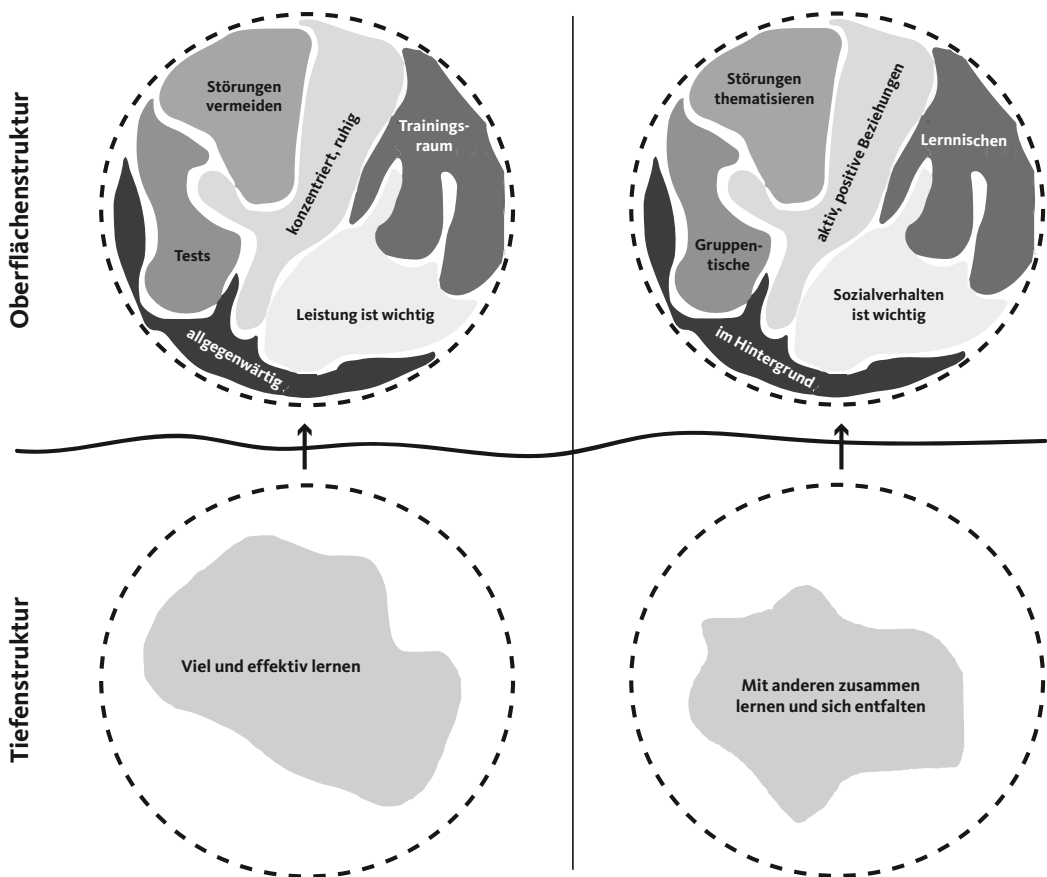 Oberflächenstruktur
Störungen
vermeiden
konzentriert, ruhig
Trainings-
raum
Tests
Leistung ist wichtig
allgegenwärtig
Störungen
thematisieren
aktiv, positive Beziehungen
Lernnischen
Gruppen-
tische
Sozialverhalten
ist wichtig
im Hintergrund
Tiefenstruktur
Viel und effektiv lernen
Mit anderen zusammen
lernen und sich entfalten